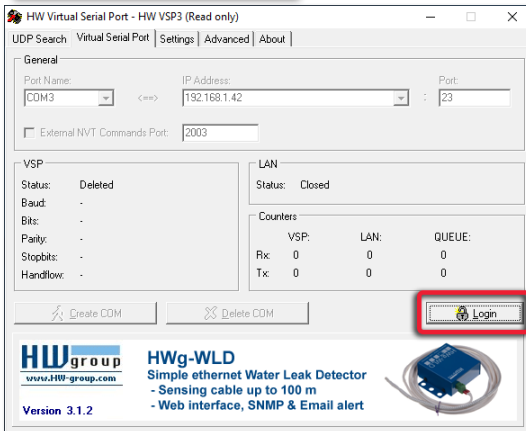 HW Virtual Serial Port - HW VSP3 (Read only)
UDP Search Virtual Serial Port Settings Advanced About
General
Port Name: IP Address: Port:
COM3 <==> 192.168.1.42 : 23
External NVT Commands Port: 2003
VSP
Status: Deleted
Baud: -
Bits: -
Parity: -
Stopbits: -
Handflow: -
LAN
Status: Closed
Counters
VSP: LAN: QUEUE:
Rx: 0 0 0
Tx: 0 0 0
Create COM Delete COM Login
HW group
www.HW-group.com
Version 3.1.2
HWg-WLD
Simple ethernet Water Leak Detector
- Sensing cable up to 100 m
- Web interface, SNMP & Email alert